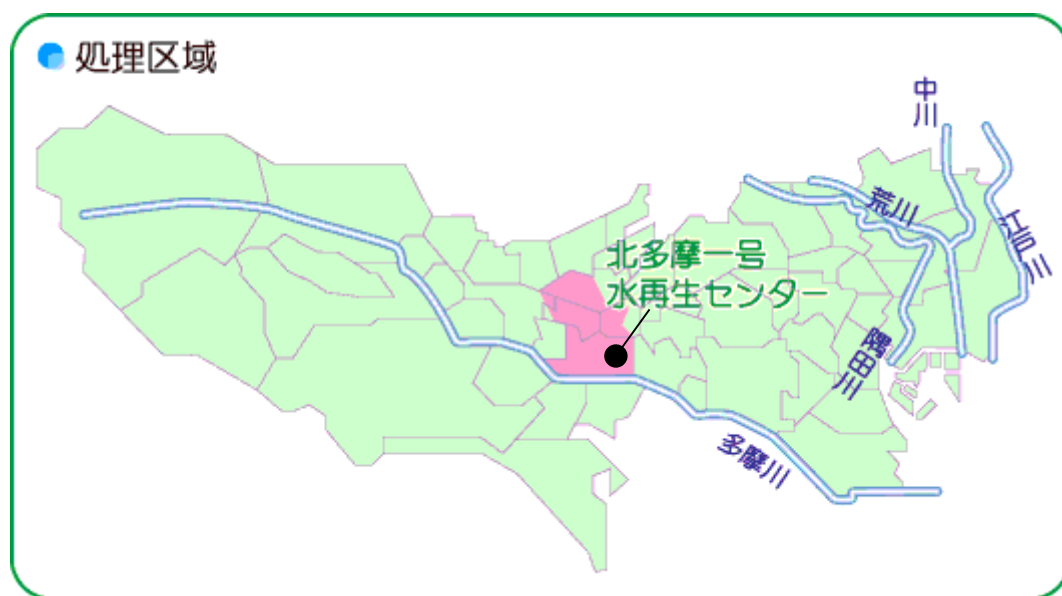 処理区域
中川
荒川
江戸川
北多摩一号
水再生センター
隅田川
多摩川